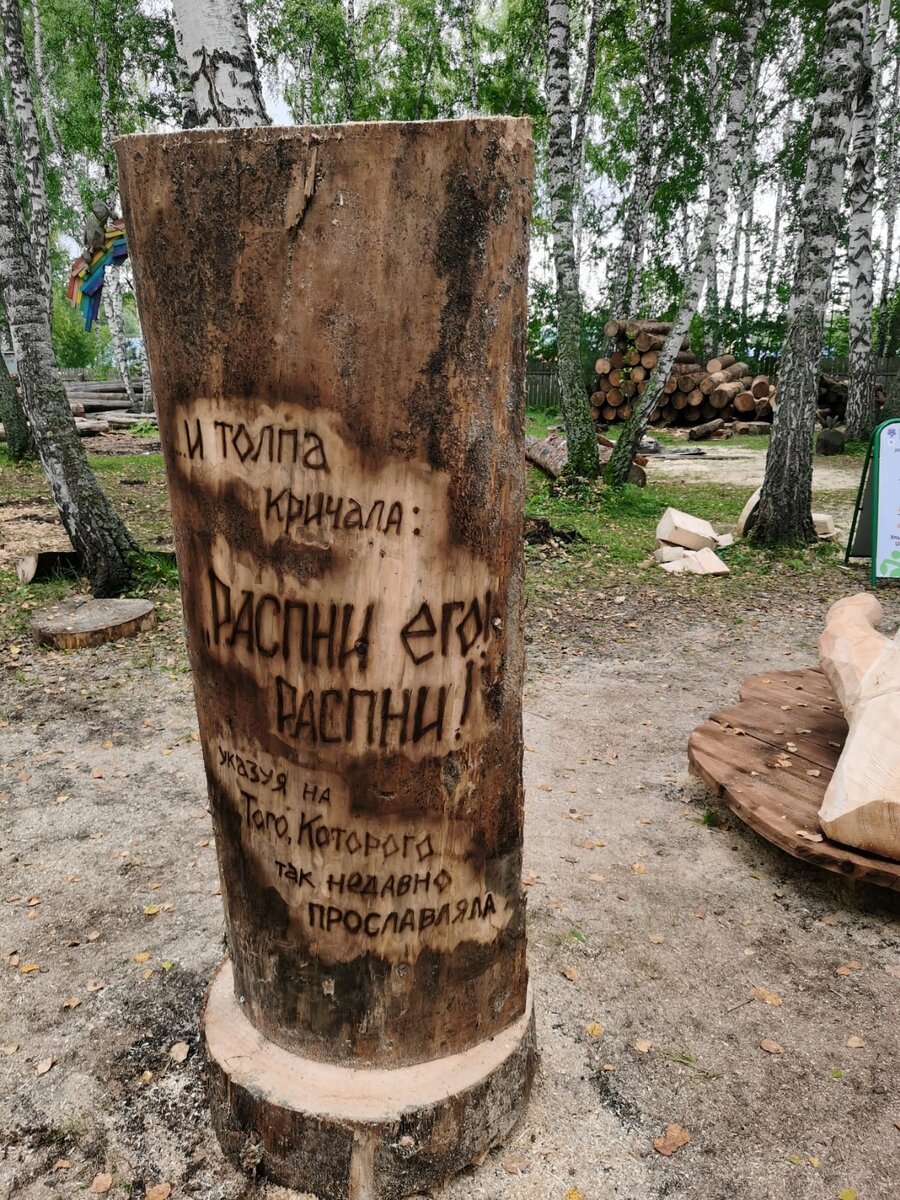 ...и толпа
кричала:
„Распни его!
Распни!“
указуя на
Того, Которого
так недавно
прославляла.